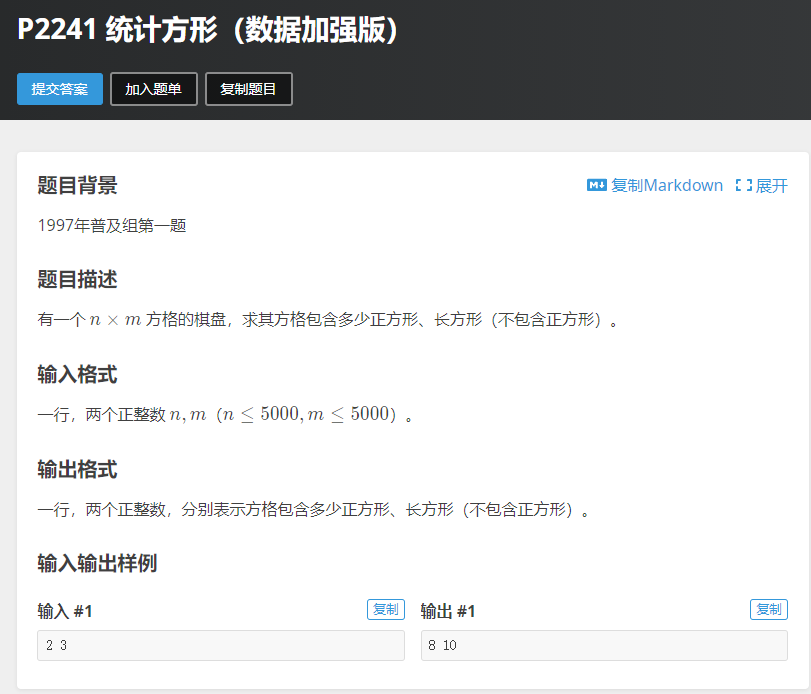 P2241 统计方形（数据加强版）
提交答案 加入题单 复制题目
题目背景 复制Markdown 展开
1997年普及组第一题
题目描述
有一个 n × m 方格的棋盘，求其方格包含多少正方形、长方形（不包含正方形）。
输入格式
一行，两个正整数 n, m（n ≤ 5000, m ≤ 5000）。
输出格式
一行，两个正整数，分别表示方格包含多少正方形、长方形（不包含正方形）。
输入输出样例
输入 #1 复制 输出 #1 复制
2 3 8 10